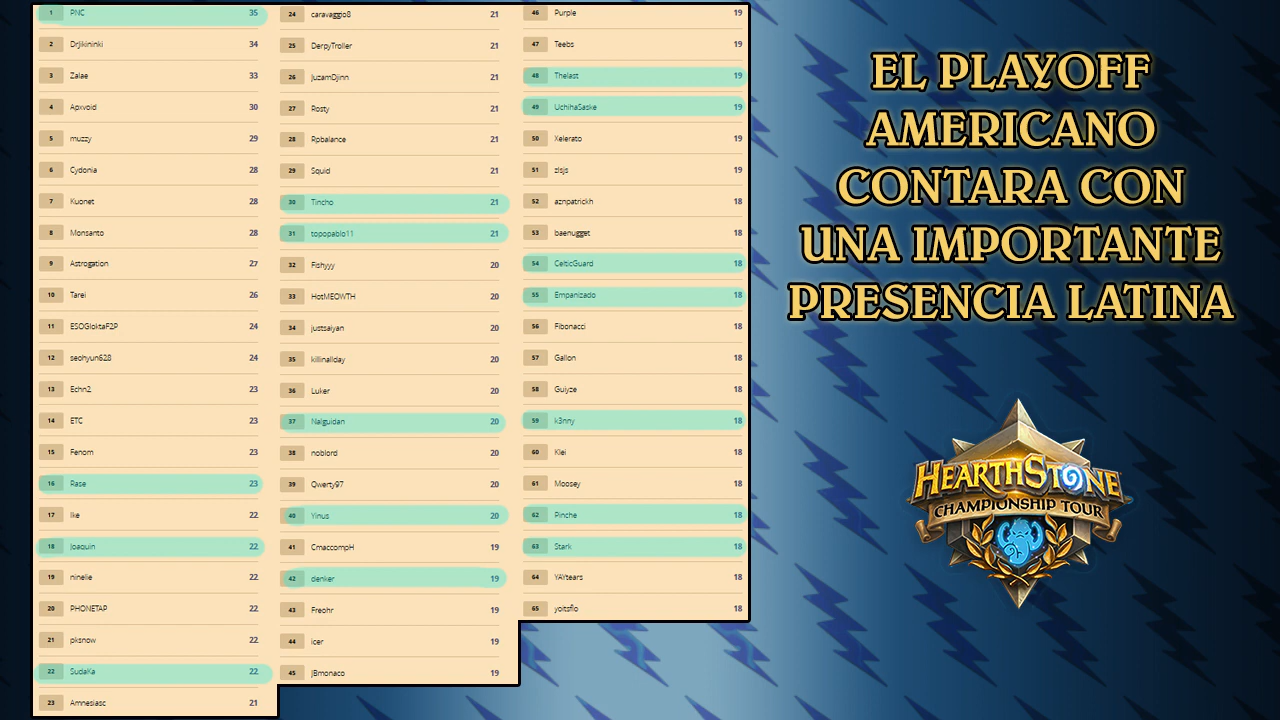 1 PNC 35
2 DrJikininki 34
3 Zalae 33
4 Apxvoid 30
5 muzzy 29
6 Cydonia 28
7 Kuonet 28
8 Monsanto 28
9 Astrogation 27
10 Tarei 26
11 ESOGloktaF2P 24
12 seohyun628 24
13 Echn2 23
14 ETC 23
15 Fenom 23
16 Rase 23
17 Ike 22
18 Joaquin 22
19 ninelie 22
20 PHONETAP 22
21 pksnow 22
22 SudaKa 22
23 Amnesiasc 21
24 caravaggio8 21
25 DerpyTroller 21
26 JuzamDjinn 21
27 Rosty 21
28 Rpbalance 21
29 Squid 21
30 Tincho 21
31 topopablo11 21
32 Fishyyy 20
33 HotMEOWTH 20
34 justsaiyan 20
35 killinallday 20
36 Luker 20
37 Nalguidan 20
38 noblord 20
39 Qwerty97 20
40 Yinus 20
41 CmaccompH 19
42 denker 19
43 Freohr 19
44 icer 19
45 JBmonaco 19
46 Purple 19
47 Teebs 19
48 Thelast 19
49 UchihaSaske 19
50 Xelerato 19
51 zlsjs 19
52 aznpatrickh 18
53 baenugget 18
54 CelticGuard 18
55 Empanizado 18
56 Fibonacci 18
57 Gallon 18
58 Guiyze 18
59 k3nny 18
60 Klei 18
61 Moosey 18
62 Pinche 18
63 Stark 18
64 YAYtears 18
65 yoitsflo 18
EL PLAYOFF
AMERICANO
CONTARA CON
UNA IMPORTANTE
PRESENCIA LATINA
HEARTHSTONE
CHAMPIONSHIP TOUR